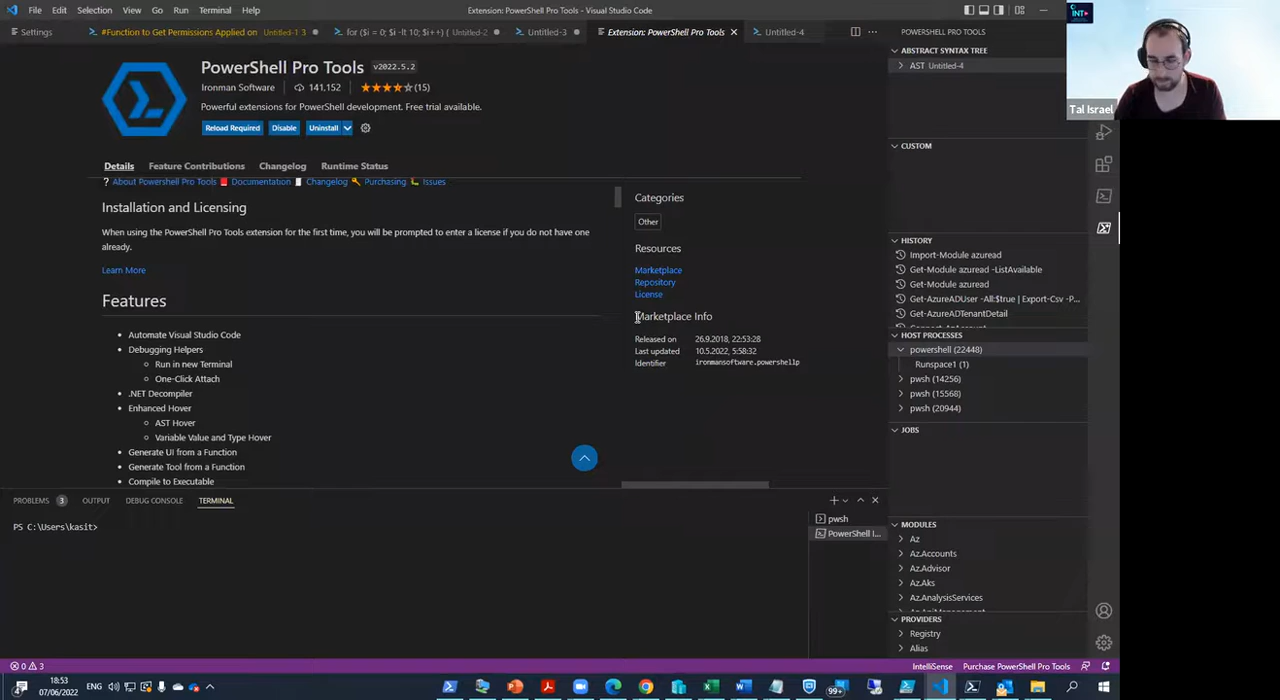 File Edit Selection View Go Run Terminal Help
Extension: PowerShell Pro Tools - Visual Studio Code
Settings
#Function to Get Permissions Applied on Untitled-1 3
for ($i = 0; $i -lt 10; $i++) { Untitled-2
Untitled-3
Extension: PowerShell Pro Tools
Untitled-4
PowerShell Pro Tools v2022.5.2
Ironman Software 141,152 (15)
Powerful extensions for PowerShell development. Free trial available.
Reload Required Disable Uninstall
Details Feature Contributions Changelog Runtime Status
? About Powershell Pro Tools Documentation Changelog Purchasing Issues
Installation and Licensing
When using the PowerShell Pro Tools extension for the first time, you will be prompted to enter a license if you do not have one
already.
Learn More
Features
Automate Visual Studio Code
Debugging Helpers
Run in new Terminal
One-Click Attach
.NET Decompiler
Enhanced Hover
AST Hover
Variable Value and Type Hover
Generate UI from a Function
Generate Tool from a Function
Compile to Executable
Categories
Other
Resources
Marketplace
Repository
License
Marketplace Info
Released on 26.9.2018, 22:53:28
Last updated 10.5.2022, 5:58:32
Identifier ironmansoftware.powershellp
POWERSHELL PRO TOOLS
ABSTRACT SYNTAX TREE
AST Untitled-4
CUSTOM
HISTORY
Import-Module azuread
Get-Module azuread -ListAvailable
Get-Module azuread
Get-AzureADUser -All:$true | Export-Csv -P...
Get-AzureADTenantDetail
HOST PROCESSES
powershell (22448)
Runspace1 (1)
pwsh (14256)
pwsh (15568)
pwsh (20944)
JOBS
MODULES
Az
Az.Accounts
Az.Advisor
Az.Aks
Az.AnalysisServices
PROVIDERS
Registry
Alias
INT
Tal Israel
PROBLEMS 3 OUTPUT DEBUG CONSOLE TERMINAL
PS C:\Users\kasit>
pwsh
PowerShell I...
0 3
IntelliSense Purchase PowerShell Pro Tools
18:53
07/06/2022
ENG
99+